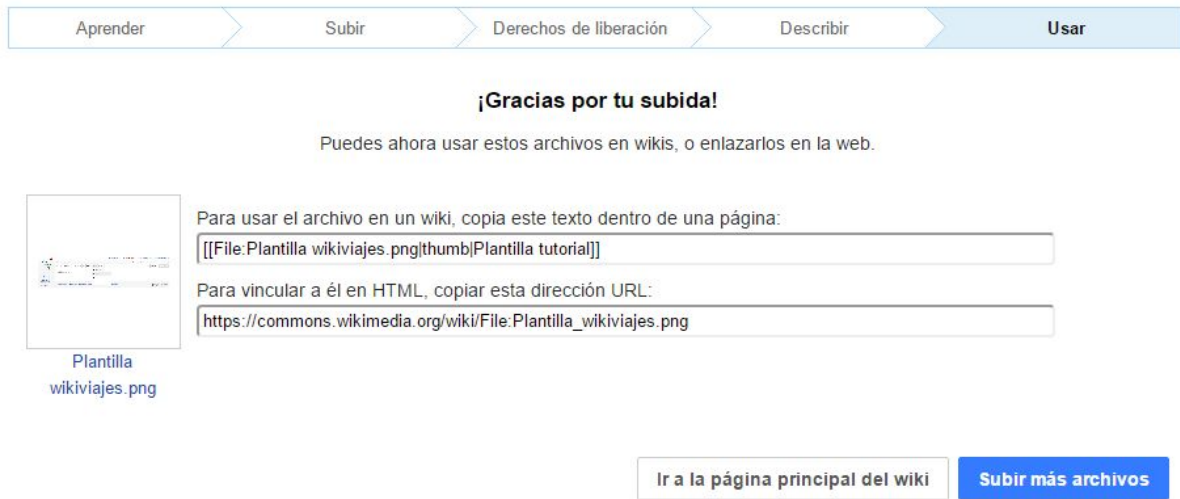 Aprender
Subir
Derechos de liberación
Describir
Usar
¡Gracias por tu subida!
Puedes ahora usar estos archivos en wikis, o enlazarlos en la web.
Para usar el archivo en un wiki, copia este texto dentro de una página:
[[File:Plantilla wikiviajes.png|thumb|Plantilla tutorial]]
Para vincular a él en HTML, copiar esta dirección URL:
https://commons.wikimedia.org/wiki/File:Plantilla_wikiviajes.png
Plantilla
wikiviajes.png
Ir a la página principal del wiki
Subir más archivos